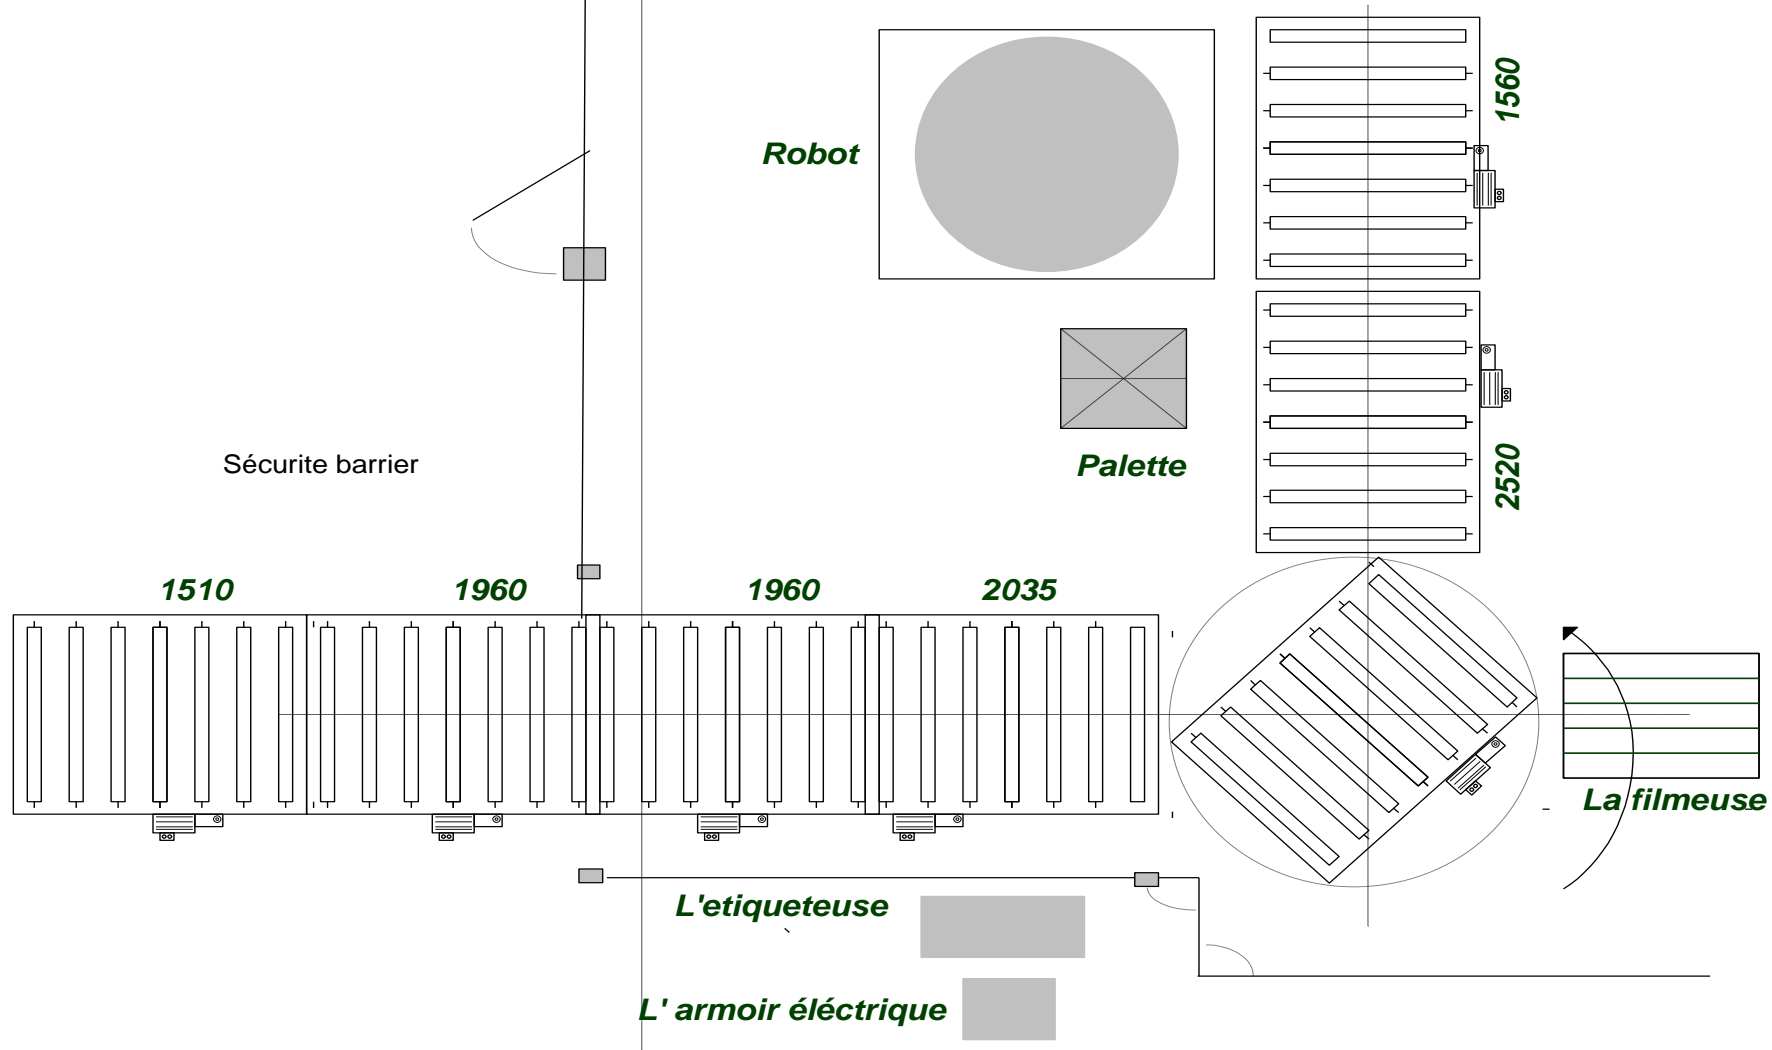 1560
Robot
Sécurite barrier
Palette
2520
1510
1960
1960
2035
La filmeuse
L'etiqueteuse
L' armoir éléctrique